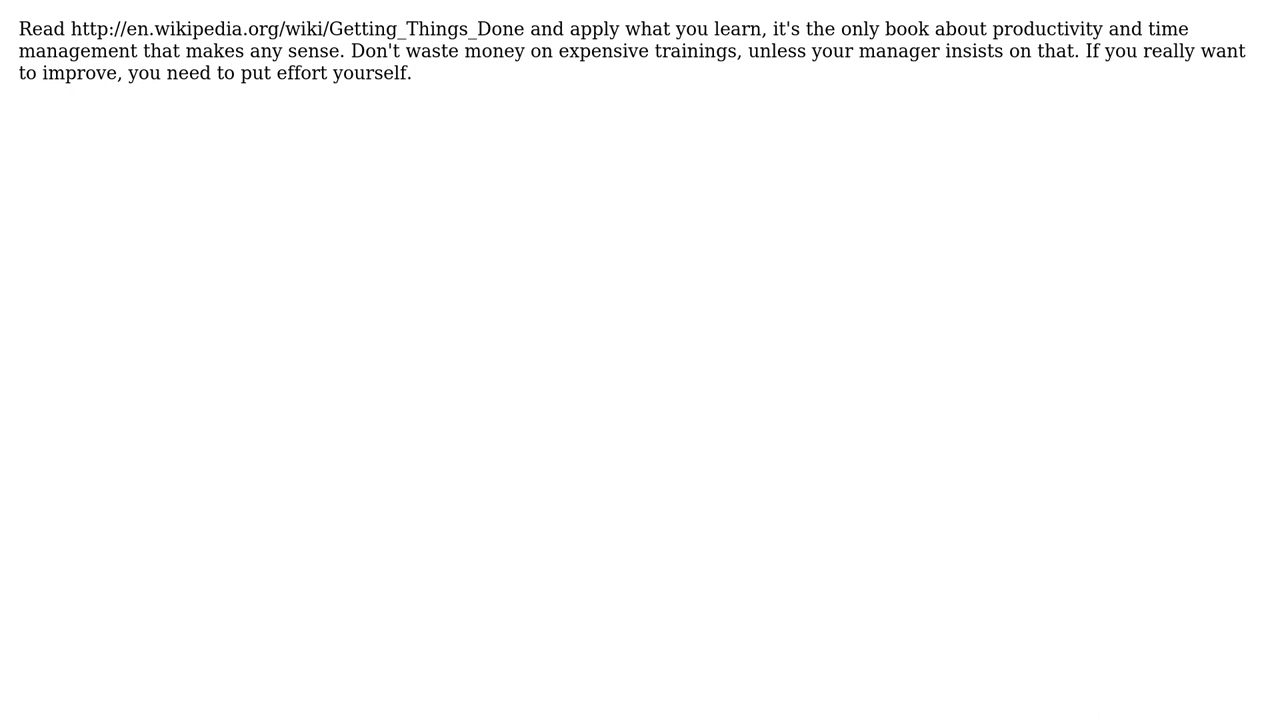 Read http://en.wikipedia.org/wiki/Getting_Things_Done and apply what you learn, it's the only book about productivity and time
management that makes any sense. Don't waste money on expensive trainings, unless your manager insists on that. If you really want
to improve, you need to put effort yourself.